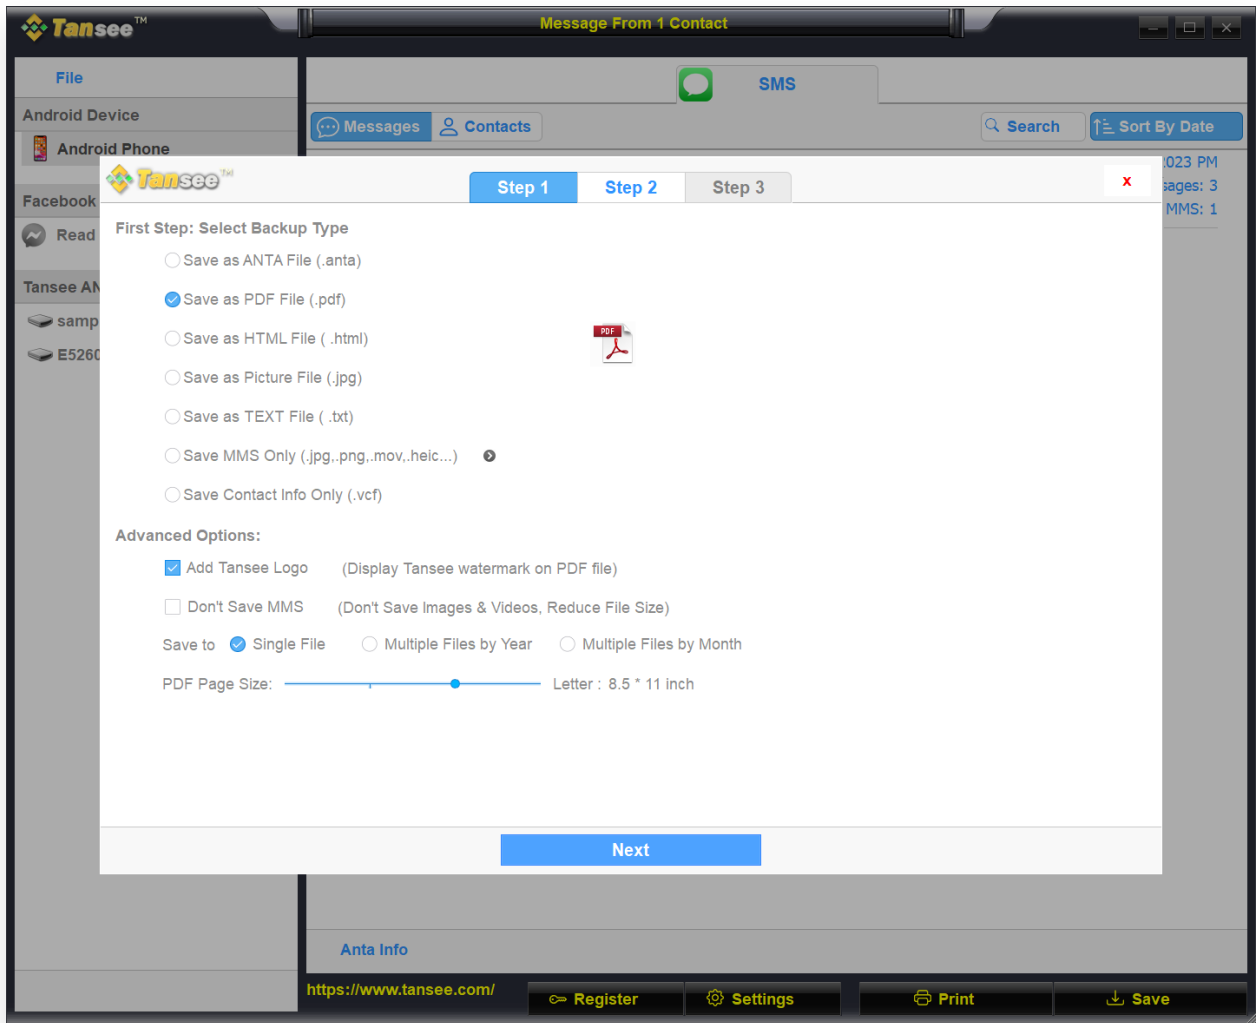 Tansee™
Message From 1 Contact
File
SMS
Android Device
Messages
Contacts
Search
Sort By Date
Android Phone
2023 PM
Tansee™
Step 1
Step 2
Step 3
x
sages: 3
Facebook
MMS: 1
First Step: Select Backup Type
Read
Save as ANTA File (.anta)
Tansee AN
Save as PDF File (.pdf)
samp
Save as HTML File ( .html)
PDF
E5260
Save as Picture File (.jpg)
Save as TEXT File ( .txt)
Save MMS Only (.jpg,.png,.mov,.heic...)
Save Contact Info Only (.vcf)
Advanced Options:
Add Tansee Logo (Display Tansee watermark on PDF file)
Don't Save MMS (Don't Save Images & Videos, Reduce File Size)
Save to Single File Multiple Files by Year Multiple Files by Month
PDF Page Size: Letter : 8.5 * 11 inch
Next
Anta Info
https://www.tansee.com/
Register
Settings
Print
Save